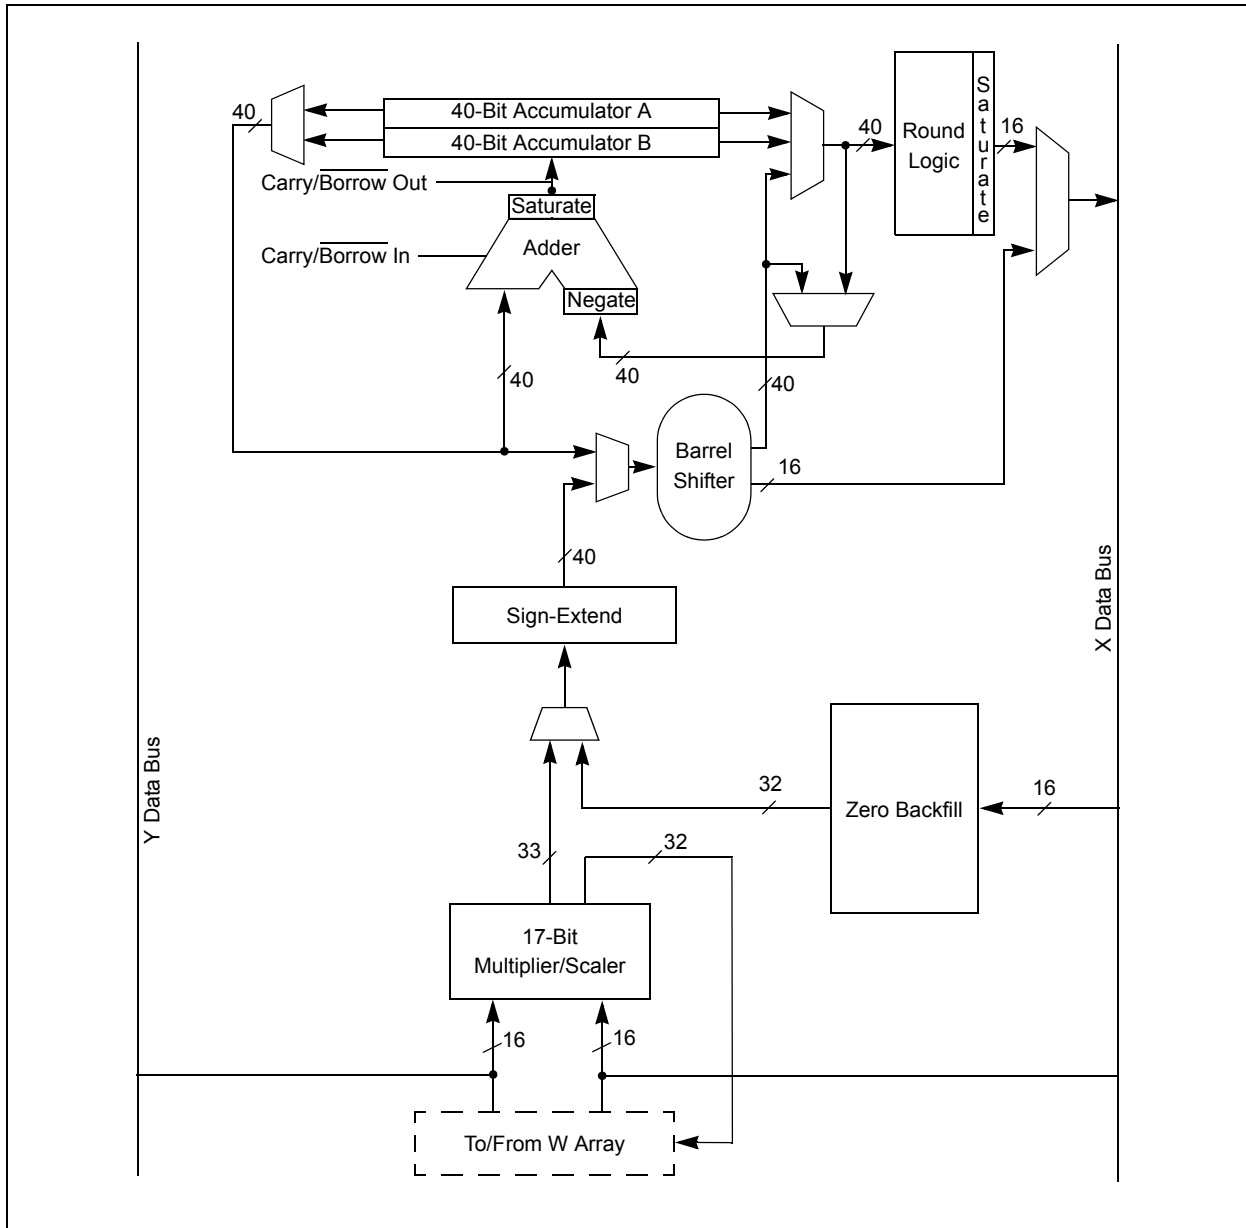 40
40-Bit Accumulator A
40-Bit Accumulator B
40
Round
Logic
Saturate
16
Carry/Borrow Out
Saturate
Carry/Borrow In
Adder
Negate
40
40
40
Barrel
Shifter
16
40
Sign-Extend
X Data Bus
Y Data Bus
32
Zero Backfill
16
33
32
17-Bit
Multiplier/Scaler
16
16
To/From W Array